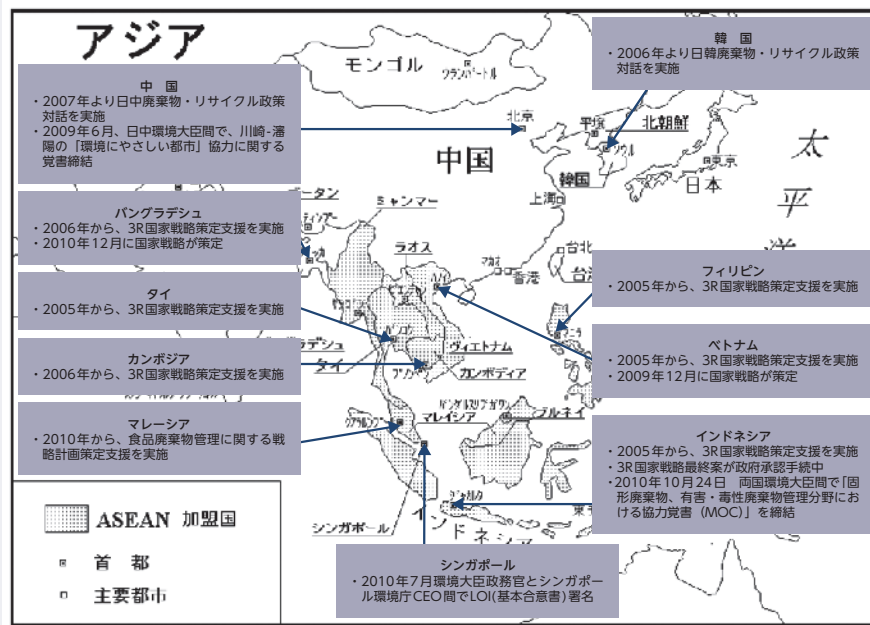 アジア
モンゴル
ウランバートル
中　国
・2007年より日中廃棄物・リサイクル政策
対話を実施
・2009年6月、日中環境大臣間で、川崎-瀋
陽の「環境にやさしい都市」協力に関する
覚書締結
韓　国
・2006年より日韓廃棄物・リサイクル政策
対話を実施
北京
平壌
北朝鮮
ソウル
韓国
東京
日本
中国
上海
太
平
洋
バングラデシュ
・2006年から、3R国家戦略策定支援を実施
・2010年12月に国家戦略が策定
ータン
ミャンマー
ラオス
マカオ
香港
台北
台
フィリピン
・2005年から、3R国家戦略策定支援を実施
マニラ
タイ
・2005年から、3R国家戦略策定支援を実施
ラデシュ
タイ
ヴィエトナム
カンボディア
ベトナム
・2005年から、3R国家戦略策定支援を実施
・2009年12月に国家戦略が策定
カンボジア
・2006年から、3R国家戦略策定支援を実施
マレーシア
・2010年から、食品廃棄物管理に関する戦
略計画策定支援を実施
クアラルンプール
マレイシア
ブルネイ
インドネシア
・2005年から、3R国家戦略策定支援を実施
・3R国家戦略最終案が政府承認手続中
・2010年10月24日　両国環境大臣間で「固
形廃棄物、有害・毒性廃棄物管理分野にお
ける協力覚書（MOC）」を締結
ジャカルタ
シンガポール
インドネシア
ASEAN 加盟国
首　都
主要都市
シンガポール
・2010年7月環境大臣政務官とシンガポー
ル環境庁CEO間でLOI(基本合意書)署名